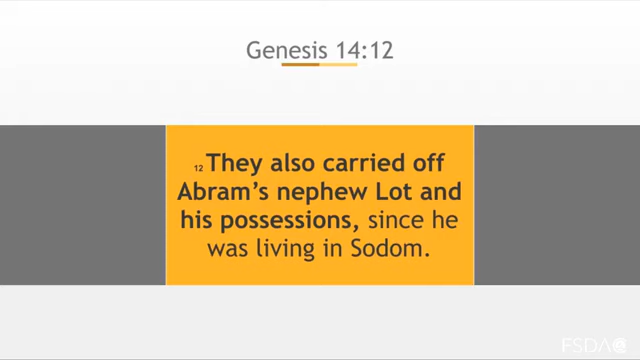 Genesis 14:12
12 They also carried off
Abram’s nephew Lot and
his possessions, since he
was living in Sodom.
FSDA